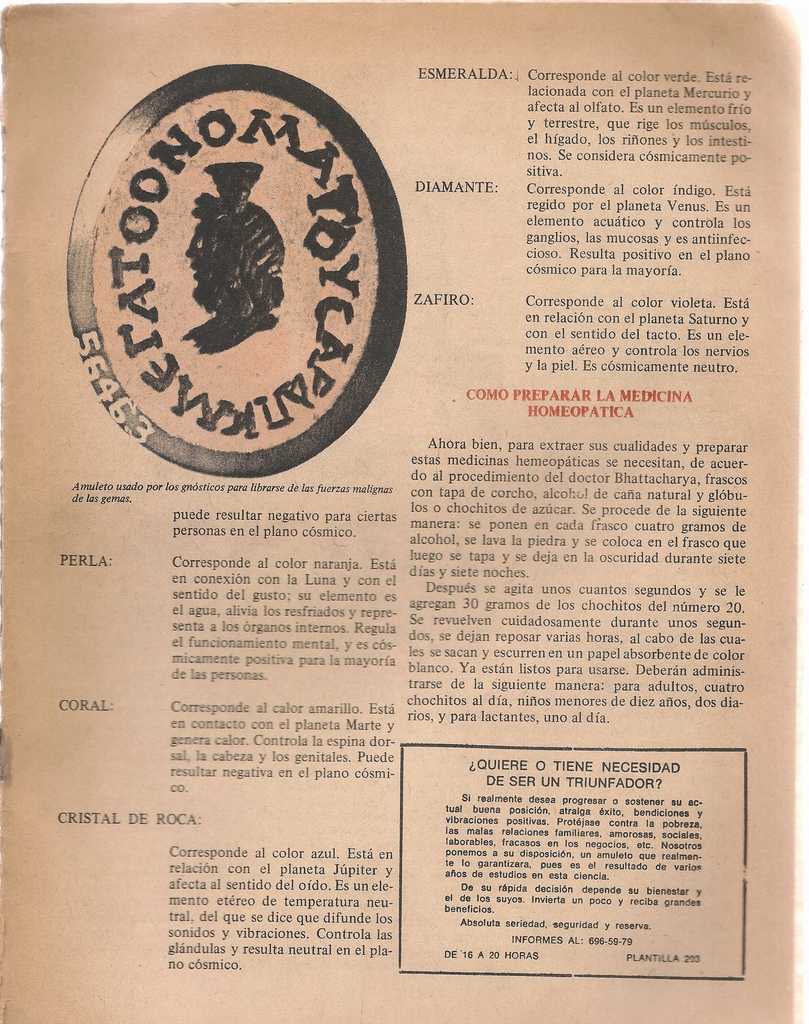 ΜΕΓΑΤΟΟΝΟΜΑΤΟΥCΑΡΑΠΙ
56463
Amuleto usado por los gnósticos para librarse de las fuerzas malignas
de las gemas.
puede resultar negativo para ciertas
personas en el plano cósmico.
PERLA: Corresponde al color naranja. Está
en conexión con la Luna y con el
sentido del gusto; su elemento es
el agua, alivia los resfriados y repre-
senta a los órganos internos. Regula
el funcionamiento mental, y es cós-
micamente positiva para la mayoría
de las personas.
CORAL: Corresponde al calor amarillo. Está
en contacto con el planeta Marte y
genera calor. Controla la espina dor-
sal, la cabeza y los genitales. Puede
resultar negativa en el plano cósmi-
co.
CRISTAL DE ROCA:
Corresponde al color azul. Está en
relación con el planeta Júpiter y
afecta al sentido del oído. Es un ele-
mento etéreo de temperatura neu-
tral, del que se dice que difunde los
sonidos y vibraciones. Controla las
glándulas y resulta neutral en el pla-
no cósmico.
ESMERALDA: Corresponde al color verde. Está re-
lacionada con el planeta Mercurio y
afecta al olfato. Es un elemento frío
y terrestre, que rige los músculos,
el hígado, los riñones y los intesti-
nos. Se considera cósmicamente po-
sitiva.
DIAMANTE: Corresponde al color índigo. Está
regido por el planeta Venus. Es un
elemento acuático y controla los
ganglios, las mucosas y es antiinfec-
cioso. Resulta positivo en el plano
cósmico para la mayoría.
ZAFIRO: Corresponde al color violeta. Está
en relación con el planeta Saturno y
con el sentido del tacto. Es un ele-
mento aéreo y controla los nervios
y la piel. Es cósmicamente neutro.
COMO PREPARAR LA MEDICINA
HOMEOPATICA
Ahora bien, para extraer sus cualidades y preparar
estas medicinas hemeopáticas se necesitan, de acuer-
do al procedimiento del doctor Bhattacharya, frascos
con tapa de corcho, alcohol de caña natural y glóbu-
los o chochitos de azúcar. Se procede de la siguiente
manera: se ponen en cada frasco cuatro gramos de
alcohol, se lava la piedra y se coloca en el frasco que
luego se tapa y se deja en la oscuridad durante siete
días y siete noches.
Después se agita unos cuantos segundos y se le
agregan 30 gramos de los chochitos del número 20.
Se revuelven cuidadosamente durante unos segun-
dos, se dejan reposar varias horas, al cabo de las cua-
les se sacan y escurren en un papel absorbente de color
blanco. Ya están listos para usarse. Deberán adminis-
trarse de la siguiente manera: para adultos, cuatro
chochitos al día, niños menores de diez años, dos dia-
rios, y para lactantes, uno al día.
¿QUIERE O TIENE NECESIDAD
DE SER UN TRIUNFADOR?
Si realmente desea progresar o sostener su ac-
tual buena posición, atraiga éxito, bendiciones y
vibraciones positivas. Protéjase contra la pobreza,
las malas relaciones familiares, amorosas, sociales,
laborables, fracasos en los negocios, etc. Nosotros
ponemos a su disposición, un amuleto que realmen-
te lo garantizara, pues es el resultado de varios
años de estudios en esta ciencia.
De su rápida decisión depende su bienestar y
el de los suyos. Invierta un poco y reciba grandes
beneficios.
Absoluta seriedad, seguridad y reserva.
INFORMES AL: 696-59-79
DE 16 A 20 HORAS PLANTILLA 203